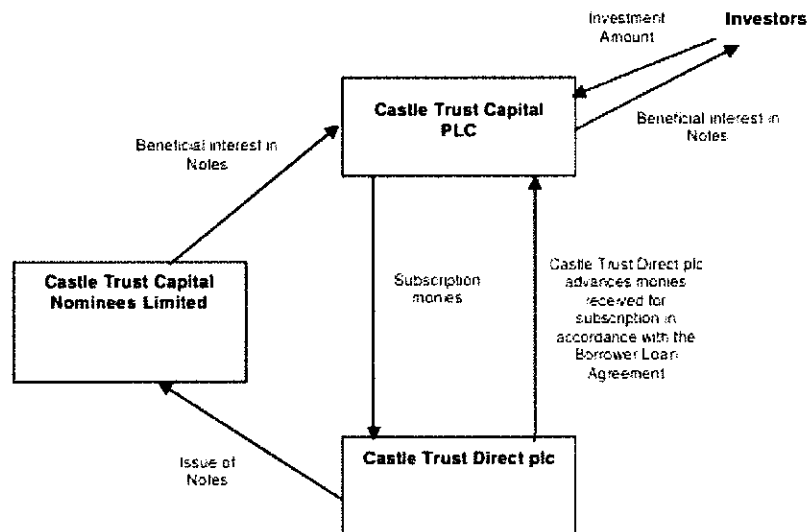 Investment
Amount
Investors
Castle Trust Capital
PLC
Beneficial interest in
Notes
Beneficial interest in
Notes
Castle Trust Capital
Nominees Limited
Subscription
monies
Castle Trust Direct plc
advances monies
received for
subscription in
accordance with the
Borrower Loan
Agreement
Issue of
Notes
Castle Trust Direct plc